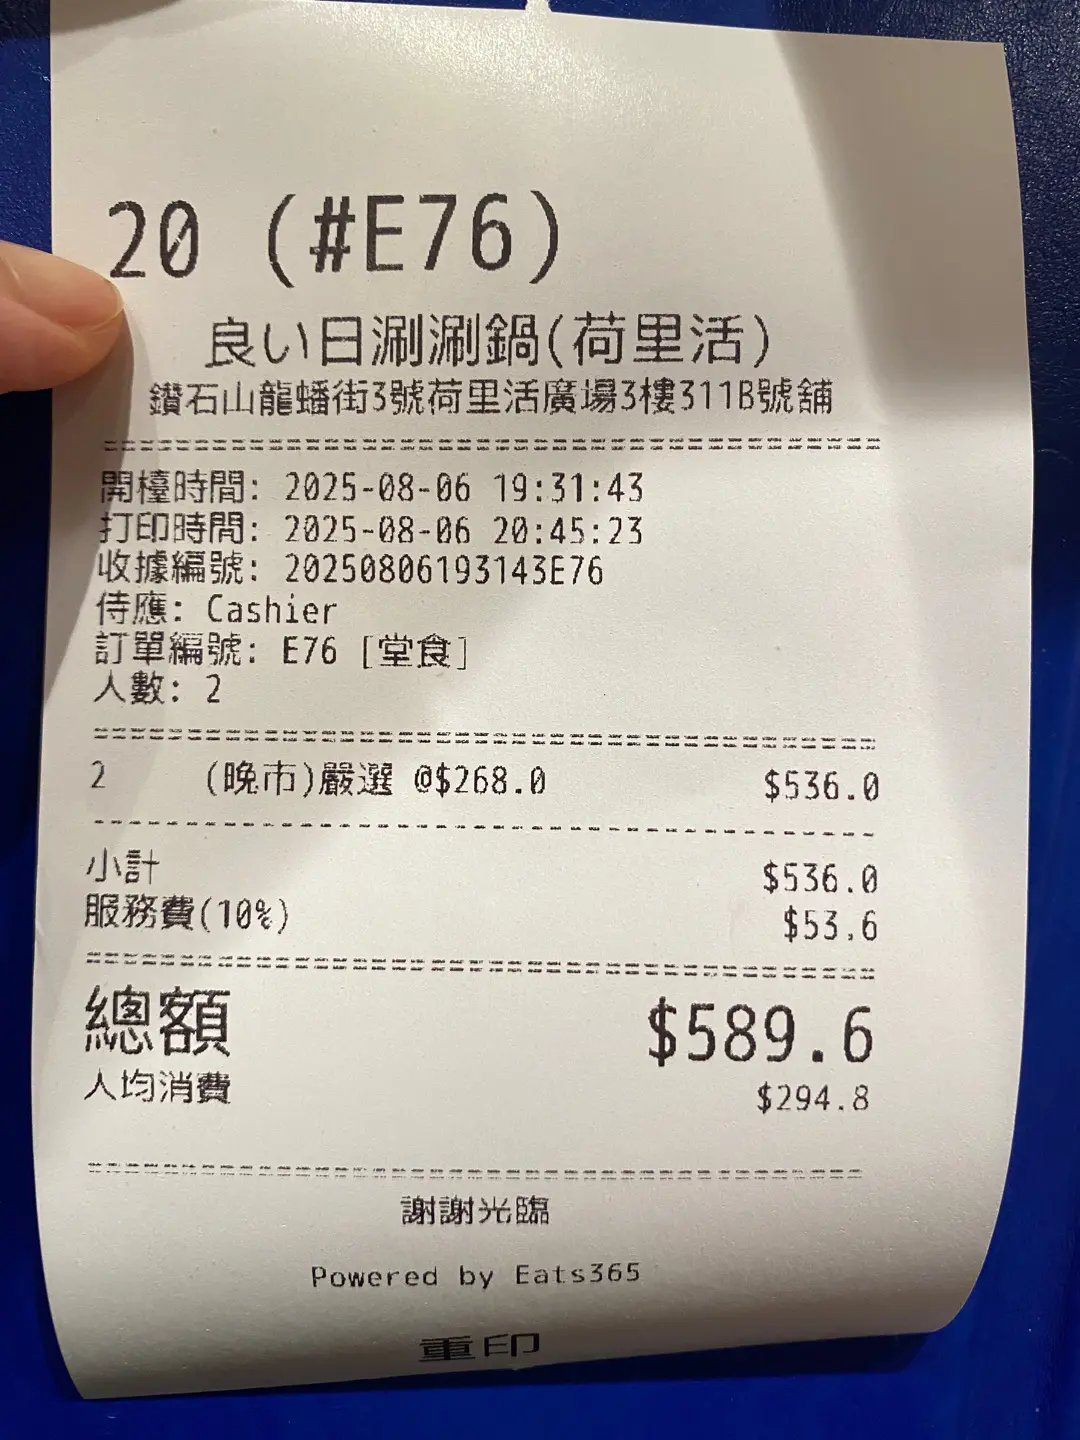 20 (#E76)
良い日涮涮鍋(荷里活)
鑽石山龍蟠街3號荷里活廣場3樓311B號舖
開檯時間: 2025-08-06 19:31:43
打印時間: 2025-08-06 20:45:23
收據編號: 20250806193143E76
侍應: Cashier
訂單編號: E76 [堂食]
人數: 2
2 (晚市)嚴選 @$268.0 $536.0
小計 $536.0
服務費(10%) $53.6
總額 $589.6
人均消費 $294.8
謝謝光臨
Powered by Eats365
重印